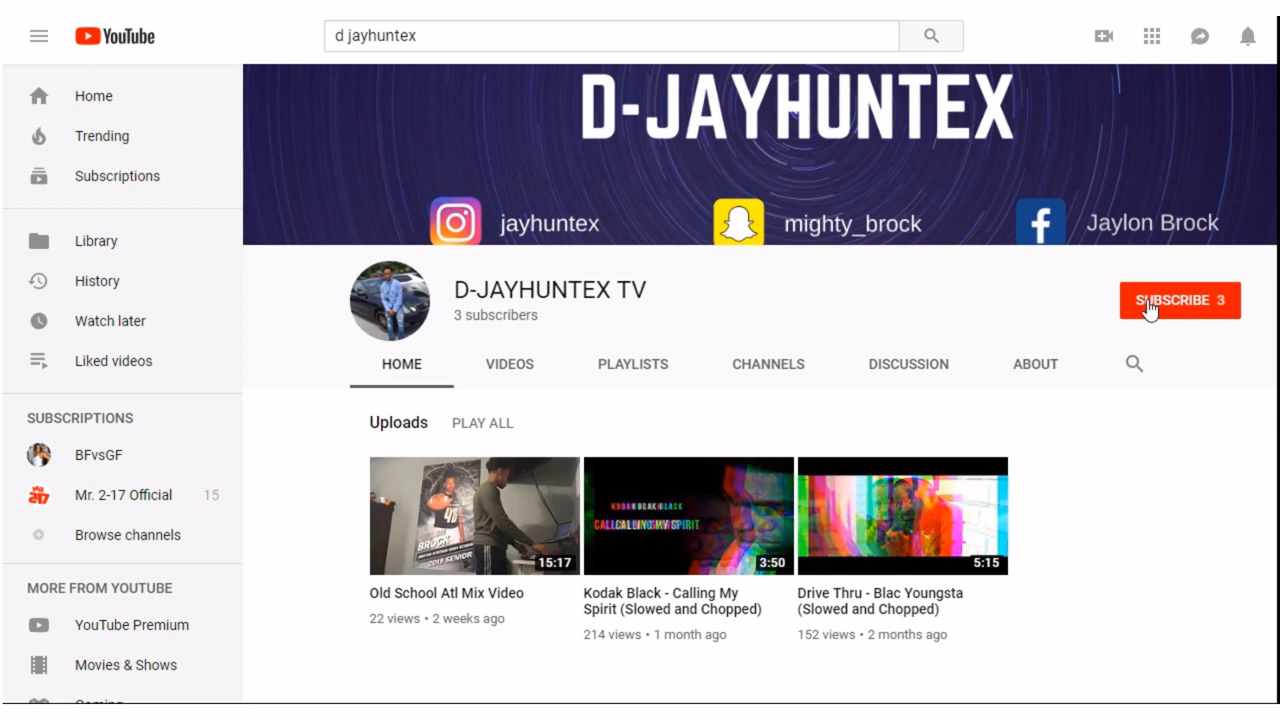 YouTube
d jayhuntex
Home
Trending
Subscriptions
Library
History
Watch later
Liked videos
SUBSCRIPTIONS
BFvsGF
Mr. 2-17 Official 15
Browse channels
MORE FROM YOUTUBE
YouTube Premium
Movies & Shows
D-JAYHUNTEX
jayhuntex
mighty_brock
Jaylon Brock
D-JAYHUNTEX TV
3 subscribers
SUBSCRIBE 3
HOME VIDEOS PLAYLISTS CHANNELS DISCUSSION ABOUT
Uploads PLAY ALL
BROCK
2019 SENIOR
15:17
3:50
5:15
Old School Atl Mix Video
22 views • 2 weeks ago
Kodak Black - Calling My
Spirit (Slowed and Chopped)
214 views • 1 month ago
Drive Thru - Blac Youngsta
(Slowed and Chopped)
152 views • 2 months ago